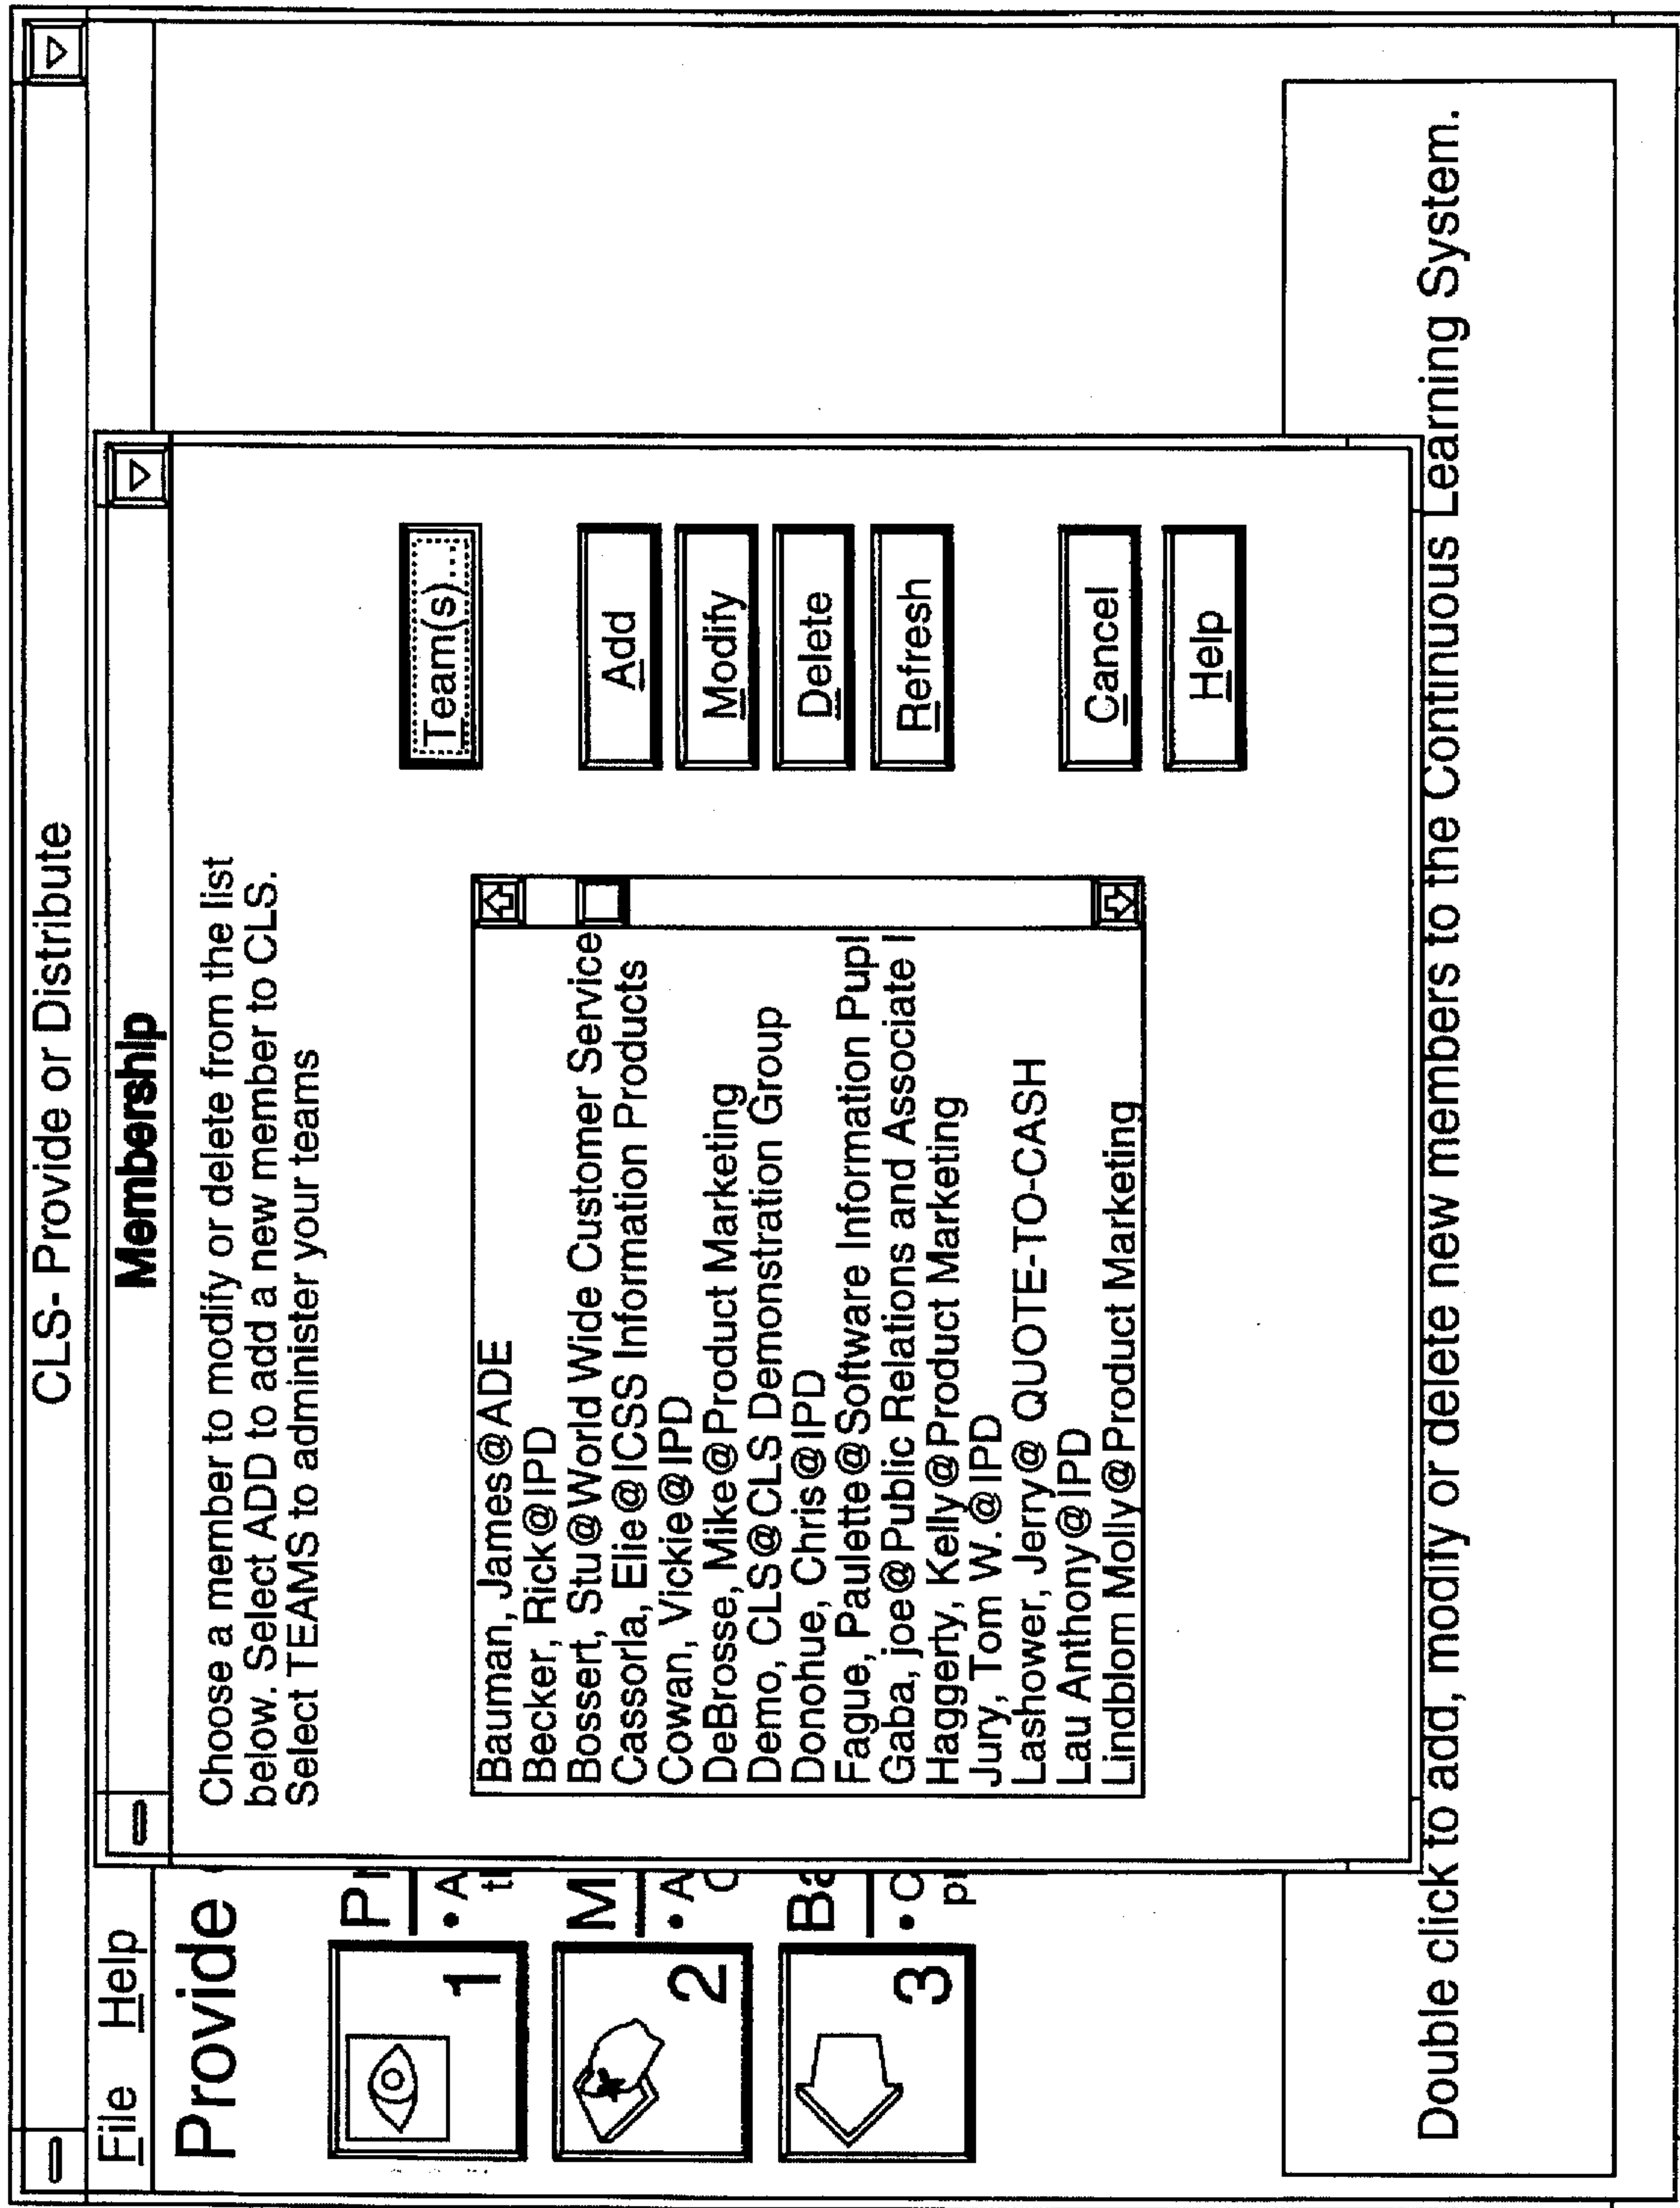 CLS- Provide or Distribute
File Help
Provide
Membership
Choose a member to modify or delete from the list
below. Select ADD to add a new member to CLS.
Select TEAMS to administer your teams
Team(s)...
Bauman, James@ADE
Becker, Rick@IPD
Bossert, Stu@World Wide Customer Service
Cassorla, Elie@ICSS Information Products
Cowan, Vickie@IPD
DeBrosse, Mike@Product Marketing
Demo, CLS@CLS Demonstration Group
Donohue, Chris@IPD
Fague, Paulette@Software Information Pupl
Gaba, joe@Public Relations and Associate I
Haggerty, Kelly@Product Marketing
Jury, Tom W.@IPD
Lashower, Jerry@ QUOTE-TO-CASH
Lau Anthony@IPD
Lindblom Molly@Product Marketing
Add
Modify
Delete
Refresh
Cancel
Help
1
2
3
Double click to add, modify or delete new members to the Continuous Learning System.